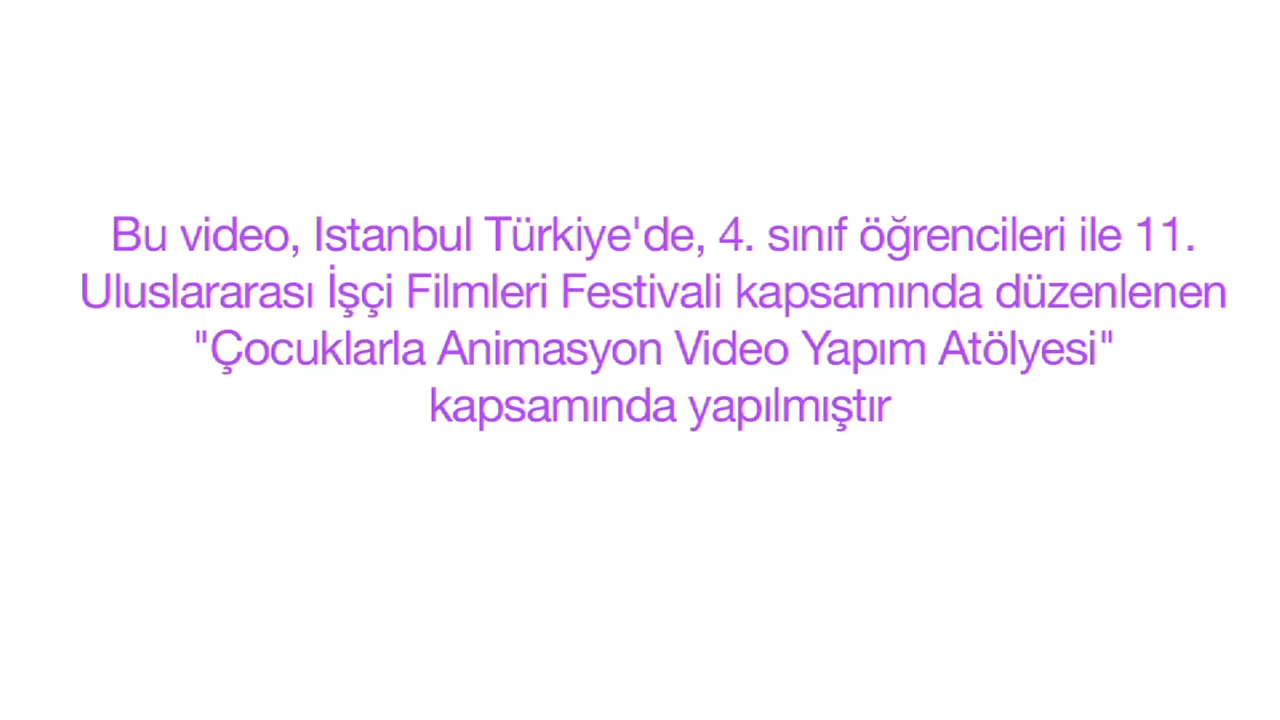 Bu video, Istanbul Türkiye'de, 4. sınıf öğrencileri ile 11.
Uluslararası İşçi Filmleri Festivali kapsamında düzenlenen
"Çocuklarla Animasyon Video Yapım Atölyesi"
kapsamında yapılmıştır